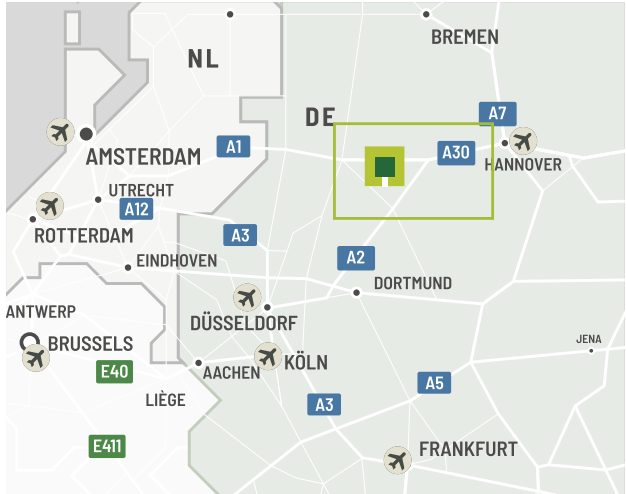 BREMEN
NL
DE
A7
AMSTERDAM
A1
A30
HANNOVER
UTRECHT
A12
ROTTERDAM
A3
EINDHOVEN
A2
DORTMUND
ANTWERP
DÜSSELDORF
BRUSSELS
JENA
KÖLN
AACHEN
E40
A5
LIÈGE
A3
E411
FRANKFURT